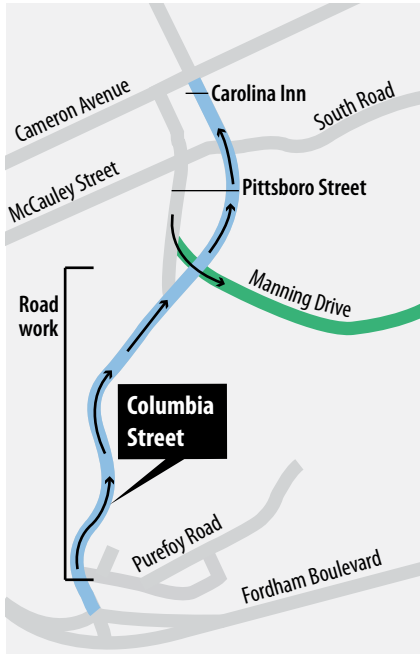 Cameron Avenue
Carolina Inn
South Road
McCauley Street
Pittsboro Street
Manning Drive
Road
work
Columbia
Street
Purefoy Road
Fordham Boulevard